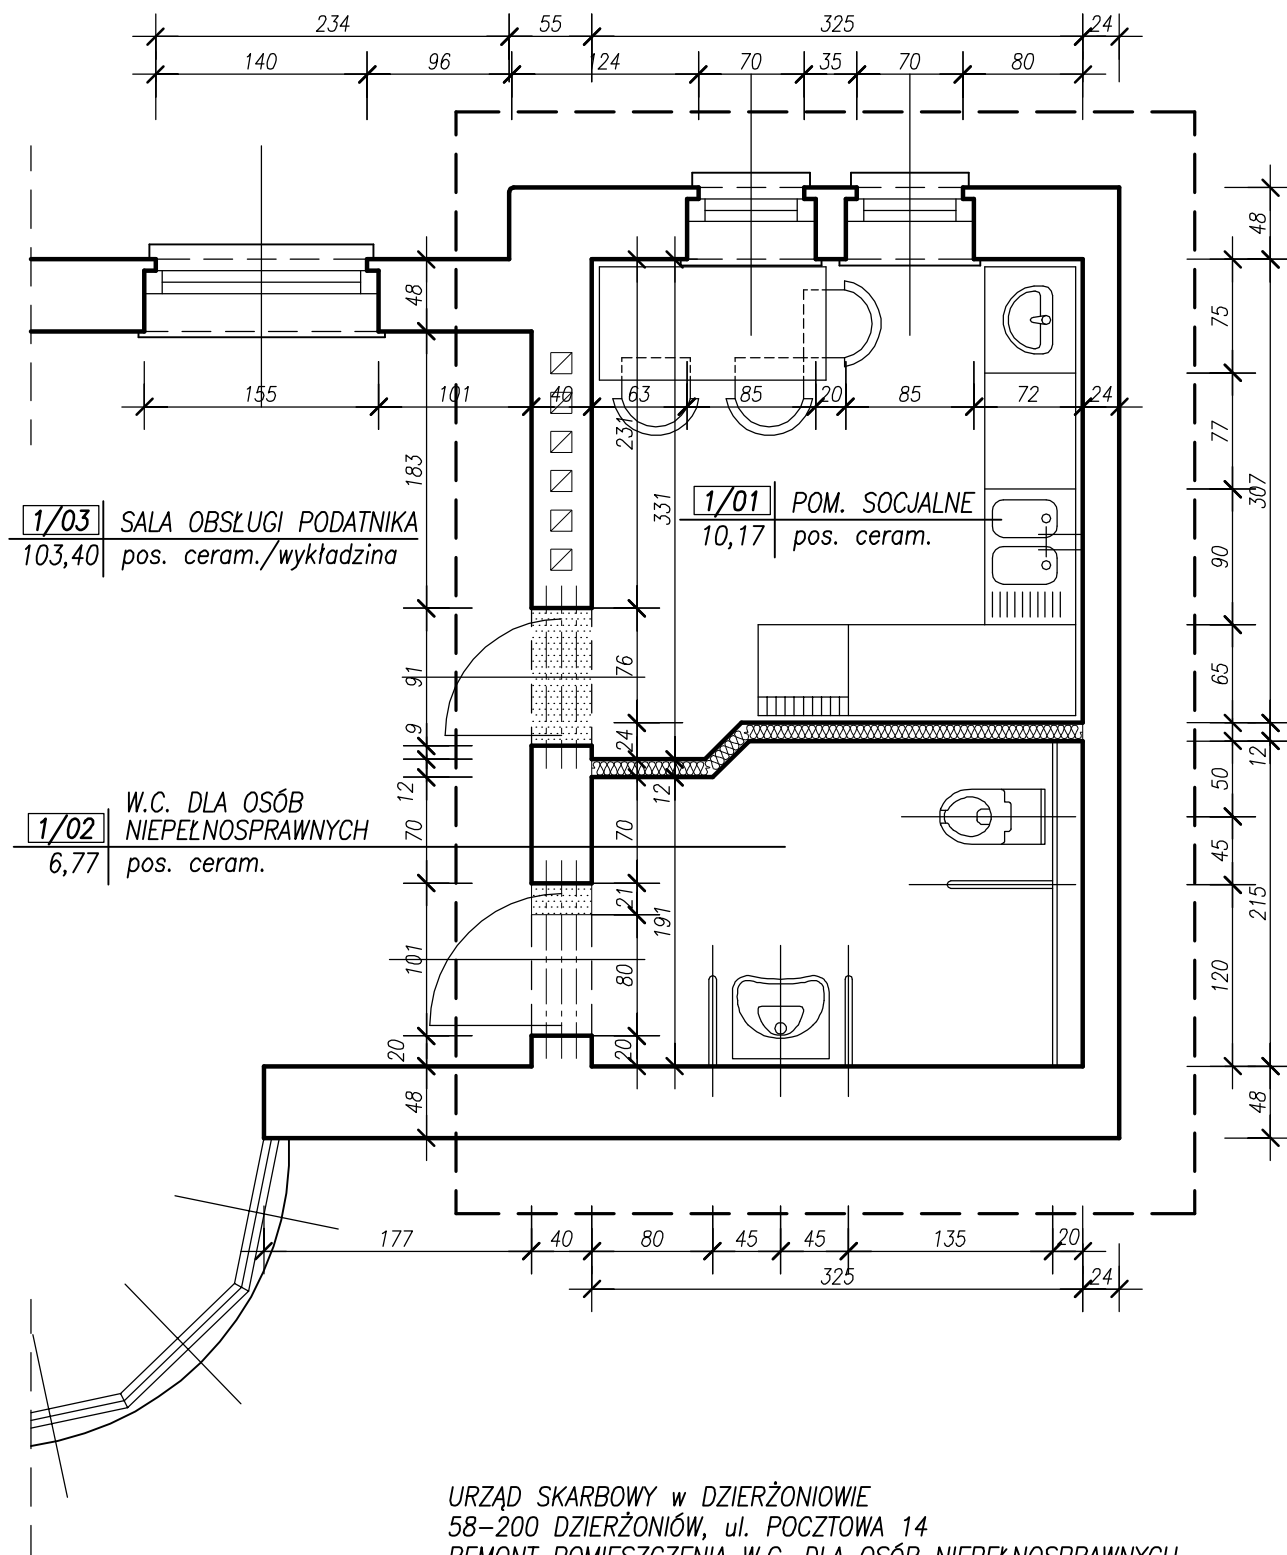 234 55 325 24
140 96 124 70 35 70 80
48
48
75
155 101 40 63 85 20 85 72 24
231
183
77
307
331
1/03 SALA OBSŁUGI PODATNIKA
103,40 pos. ceram./wykładzina
1/01 POM. SOCJALNE
10,17 pos. ceram.
90
91
76
65
9
24
12
12
12
50
W.C. DLA OSÓB
1/02 NIEPEŁNOSPRAWNYCH
6,77 pos. ceram.
70
70
45
21
191
215
101
80
120
20
20
48
48
177 40 80 45 45 135 20
325 24
URZĄD SKARBOWY w DZIERŻONIOWIE
58-200 DZIERŻONIÓW, ul. POCZTOWA 14
REMONT POMIESZCZENIA W.C. DLA OSÓB NIEPEŁNOSPRAWNYCH